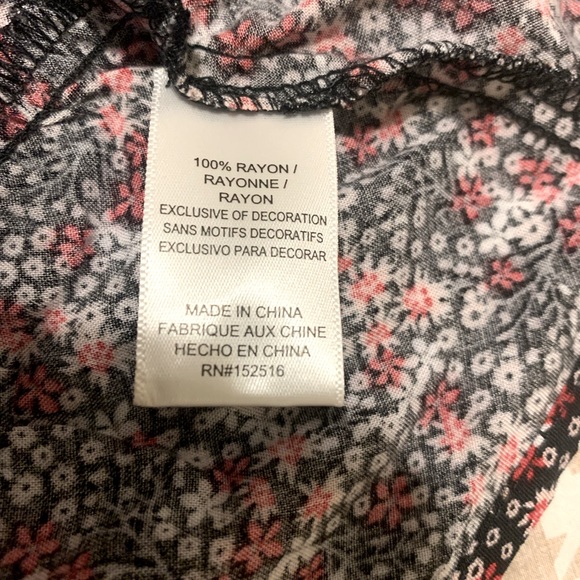 100% RAYON /
RAYONNE /
RAYON
EXCLUSIVE OF DECORATION
SANS MOTIFS DECORATIFS
EXCLUSIVO PARA DECORAR
MADE IN CHINA
FABRIQUE AUX CHINE
HECHO EN CHINA
RN#152516